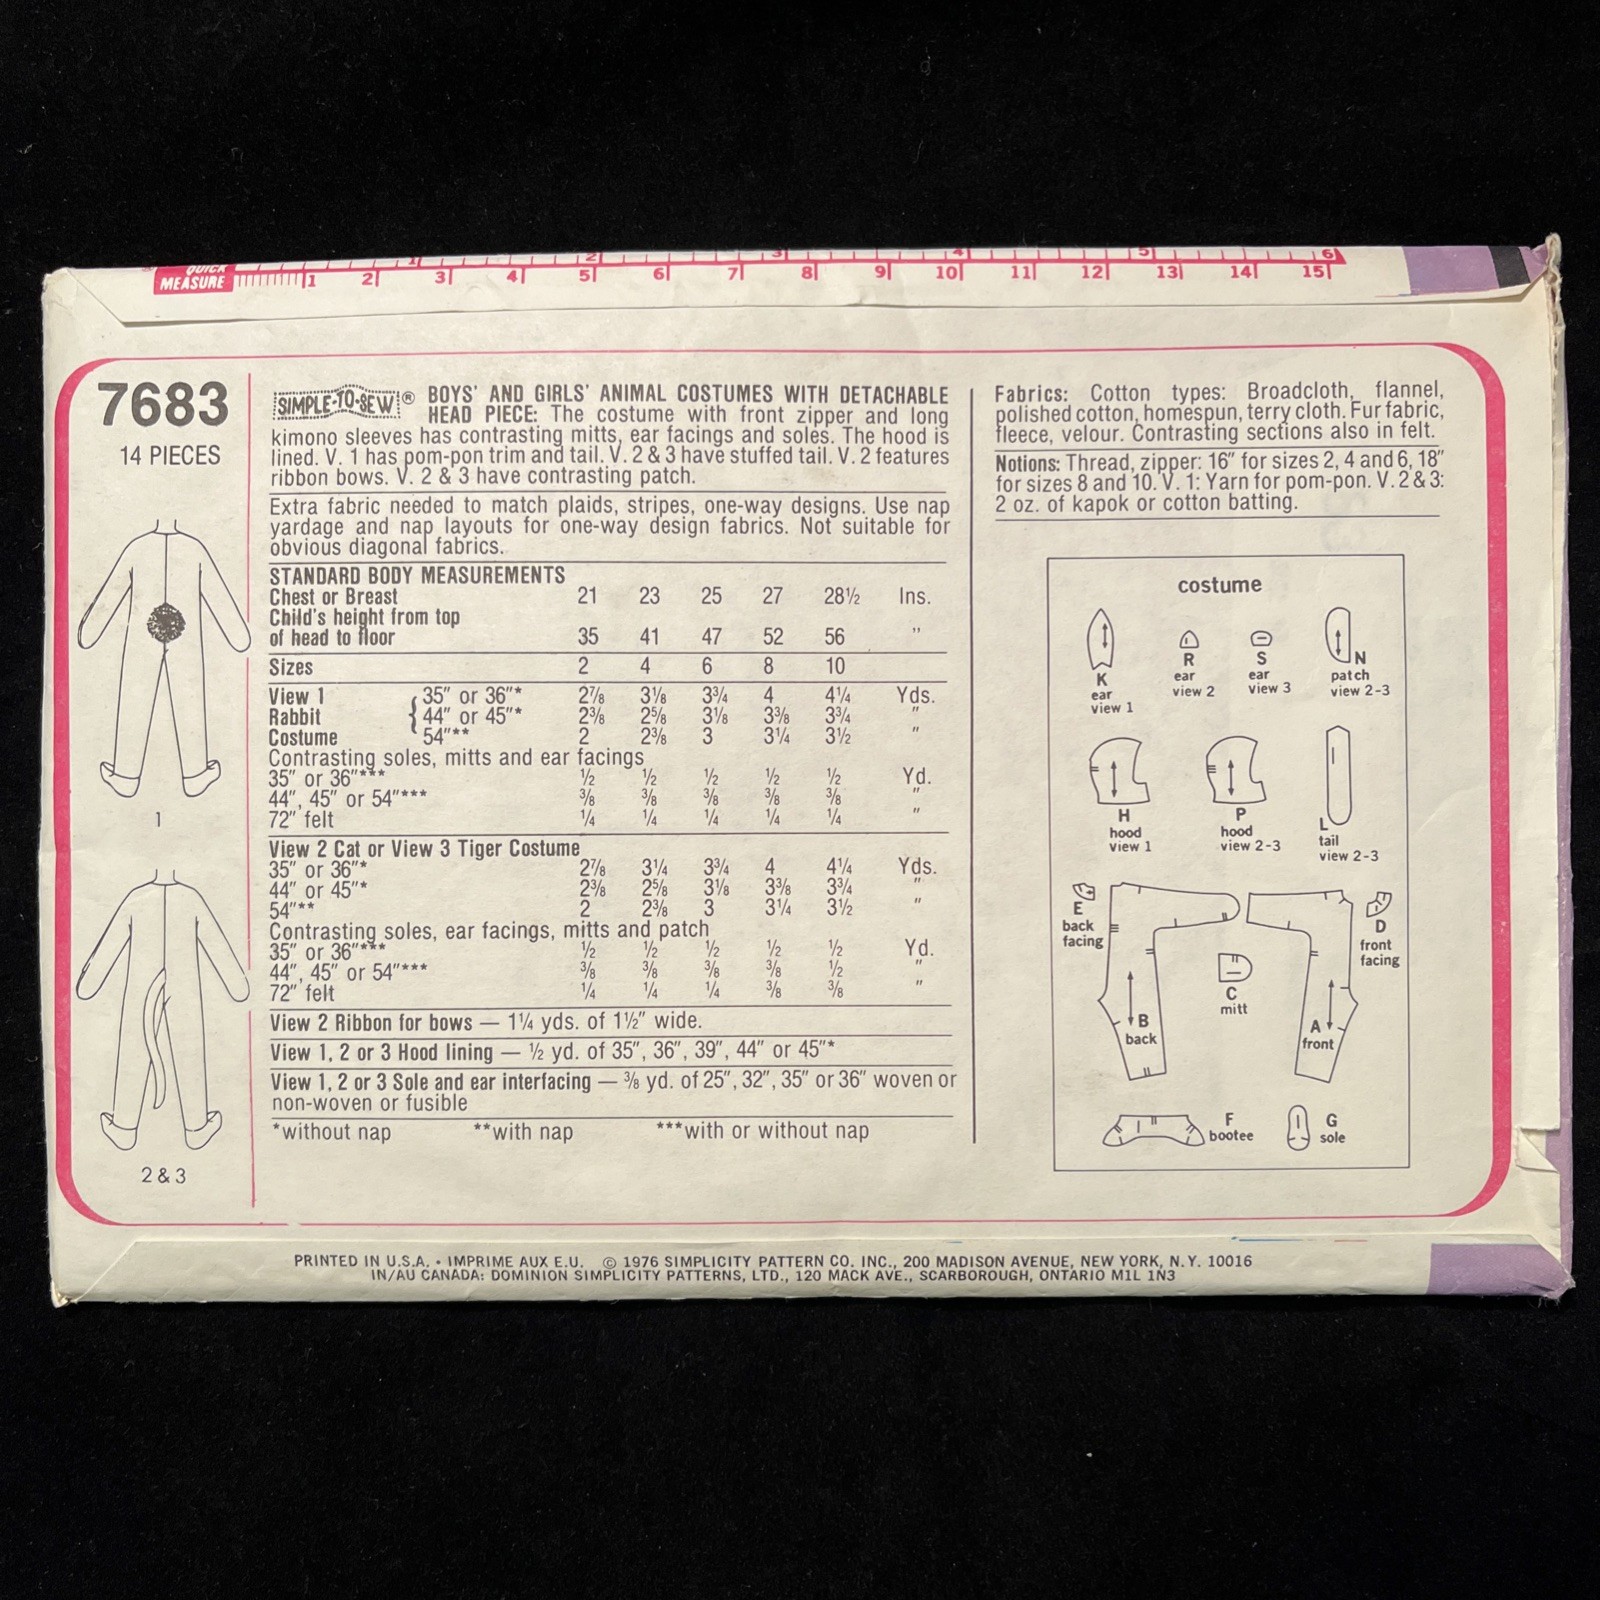 QUICK
MEASURE
1 2 3 4 5 6
1 2 3 4 5 6 7 8 9 10 11 12 13 14 15
7683
14 PIECES
1
2 & 3
SIMPLE-TO-SEW® BOYS' AND GIRLS' ANIMAL COSTUMES WITH DETACHABLE
HEAD PIECE: The costume with front zipper and long
kimono sleeves has contrasting mitts, ear facings and soles. The hood is
lined. V. 1 has pom-pon trim and tail. V. 2 & 3 have stuffed tail. V. 2 features
ribbon bows. V. 2 & 3 have contrasting patch.
Extra fabric needed to match plaids, stripes, one-way designs. Use nap
yardage and nap layouts for one-way design fabrics. Not suitable for
obvious diagonal fabrics.
STANDARD BODY MEASUREMENTS
Chest or Breast 21 23 25 27 28½ Ins.
Child's height from top
of head to floor 35 41 47 52 56 "
Sizes 2 4 6 8 10
View 1 35" or 36"* 2⅞ 3⅛ 3¾ 4 4¼ Yds.
Rabbit { 44" or 45"* 2⅜ 2⅝ 3⅛ 3⅜ 3¾ "
Costume 54"** 2 2⅜ 3 3¼ 3½ "
Contrasting soles, mitts and ear facings
35" or 36"*** ½ ½ ½ ½ ½ Yd.
44", 45" or 54"*** ⅜ ⅜ ⅜ ⅜ ⅜ "
72" felt ¼ ¼ ¼ ¼ ¼ "
View 2 Cat or View 3 Tiger Costume
35" or 36"* 2⅞ 3¼ 3¾ 4 4¼ Yds.
44" or 45"* 2⅜ 2⅝ 3⅛ 3⅜ 3¾ "
54"** 2 2⅜ 3 3¼ 3½ "
Contrasting soles, ear facings, mitts and patch
35" or 36"*** ½ ½ ½ ½ ½ Yd.
44", 45" or 54"*** ⅜ ⅜ ⅜ ⅜ ½ "
72" felt ¼ ¼ ¼ ⅜ ⅜ "
View 2 Ribbon for bows — 1¼ yds. of 1½" wide.
View 1, 2 or 3 Hood lining — ½ yd. of 35", 36", 39", 44" or 45"*
View 1, 2 or 3 Sole and ear interfacing — ⅜ yd. of 25", 32", 35" or 36" woven or
non-woven or fusible
*without nap **with nap ***with or without nap
Fabrics: Cotton types: Broadcloth, flannel,
polished cotton, homespun, terry cloth. Fur fabric,
fleece, velour. Contrasting sections also in felt.
Notions: Thread, zipper: 16" for sizes 2, 4 and 6, 18"
for sizes 8 and 10. V. 1: Yarn for pom-pon. V. 2 & 3:
2 oz. of kapok or cotton batting.
costume
K
ear
view 1
R
ear
view 2
S
ear
view 3
N
patch
view 2-3
H
hood
view 1
P
hood
view 2-3
L
tail
view 2-3
E
back
facing
B
back
C
mitt
A
front
D
front
facing
F
bootee
G
sole
PRINTED IN U.S.A. • IMPRIME AUX E.U. © 1976 SIMPLICITY PATTERN CO. INC., 200 MADISON AVENUE, NEW YORK, N.Y. 10016
IN/AU CANADA: DOMINION SIMPLICITY PATTERNS, LTD., 120 MACK AVE., SCARBOROUGH, ONTARIO M1L 1N3